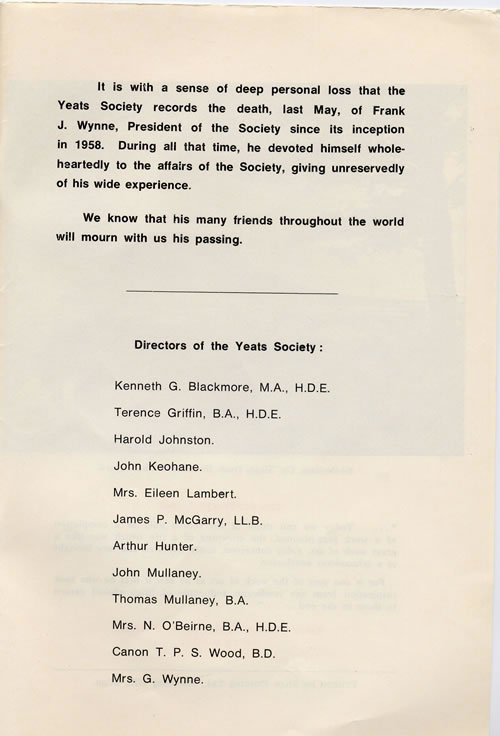 It is with a sense of deep personal loss that the
Yeats Society records the death, last May, of Frank
J. Wynne, President of the Society since its inception
in 1958. During all that time, he devoted himself whole-
heartedly to the affairs of the Society, giving unreservedly
of his wide experience.
We know that his many friends throughout the world
will mourn with us his passing.
Directors of the Yeats Society :
Kenneth G. Blackmore, M.A., H.D.E.
Terence Griffin, B.A., H.D.E.
Harold Johnston.
John Keohane.
Mrs. Eileen Lambert.
James P. McGarry, LL.B.
Arthur Hunter.
John Mullaney.
Thomas Mullaney, B.A.
Mrs. N. O'Beirne, B.A., H.D.E.
Canon T. P. S. Wood, B.D.
Mrs. G. Wynne.